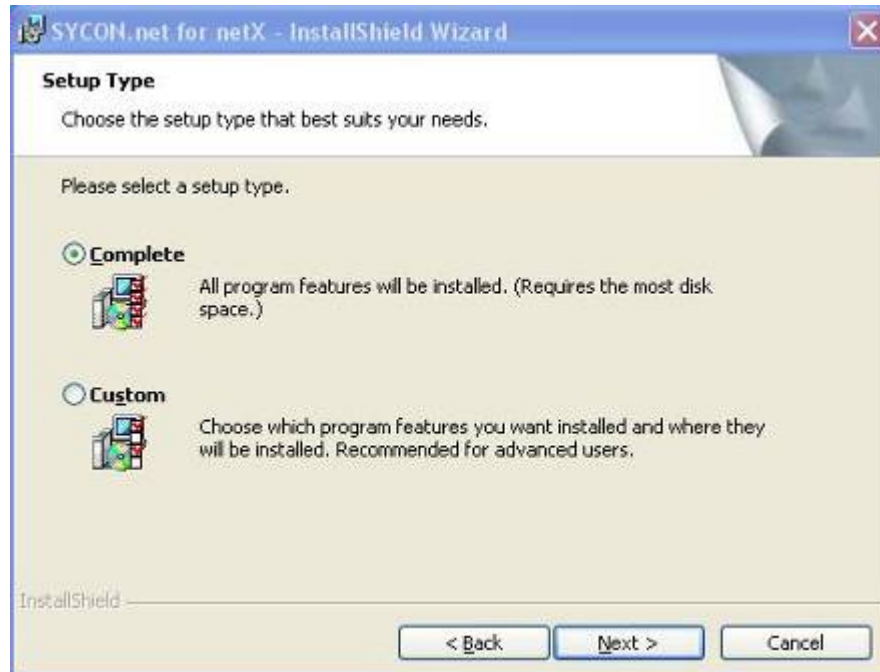 SYCON.net for netX - InstallShield Wizard
Setup Type
Choose the setup type that best suits your needs.
Please select a setup type.
Complete
All program features will be installed. (Requires the most disk
space.)
Custom
Choose which program features you want installed and where they
will be installed. Recommended for advanced users.
InstallShield
< Back
Next >
Cancel